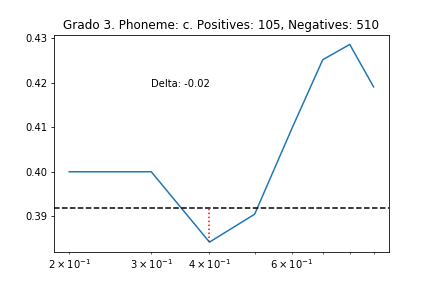 Grado 3. Phoneme: c. Positives: 105, Negatives: 510
0.43
Delta: -0.02
0.42
0.41
0.40
0.39
2 × 10⁻¹ 3 × 10⁻¹ 4 × 10⁻¹ 6 × 10⁻¹